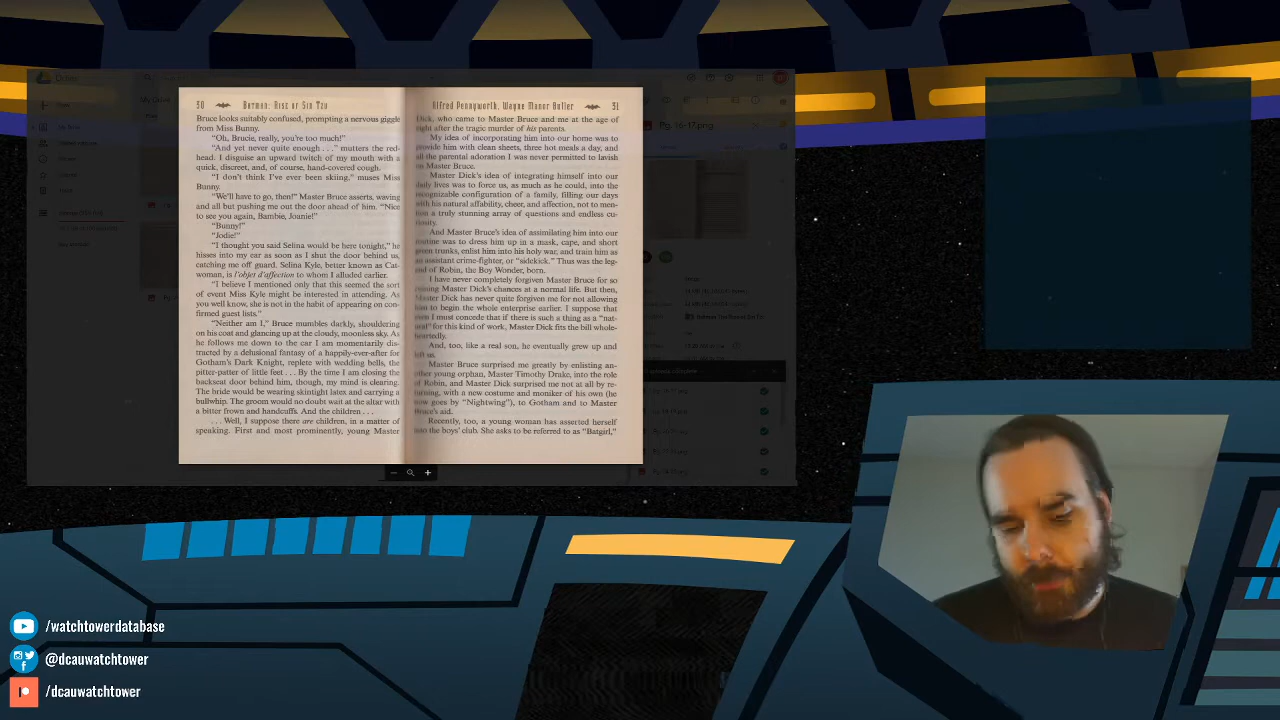 Drive
Pg. 16-17.png
30 Batman: Rise of Sin Tzu
Bruce looks suitably confused, prompting a nervous giggle
from Miss Bunny.
“Oh, Brucie, really, you're too much!”
“And yet never quite enough . . .” mutters the red-
head. I disguise an upward twitch of my mouth with a
quick, discreet, and, of course, hand-covered cough.
“I don't think I've ever been skiing,” muses Miss
Bunny.
“We'll have to go, then!” Master Bruce asserts, waving
and all but pushing me out the door ahead of him. “Nice
to see you again, Bambie, Joanie!”
“Bunny!”
“Jodie!”
“I thought you said Selina would be here tonight,” he
hisses into my ear as soon as I shut the door behind us,
catching me off guard. Selina Kyle, better known as Cat-
woman, is l'objet d'affection to whom I alluded earlier.
“I believe I mentioned only that this seemed the sort
of event Miss Kyle might be interested in attending. As
you well know, she is not in the habit of appearing on con-
firmed guest lists.”
“Neither am I,” Bruce mumbles darkly, shouldering
on his coat and glancing up at the cloudy, moonless sky. As
he follows me down to the car I am momentarily dis-
tracted by a delusional fantasy of a happily-ever-after for
Gotham's Dark Knight, replete with wedding bells, the
pitter-patter of little feet . . . By the time I am closing the
backseat door behind him, though, my mind is clearing.
The bride would be wearing skintight latex and carrying a
bullwhip. The groom would no doubt wait at the altar with
a bitter frown and handcuffs. And the children . . .
. . . Well, I suppose there are children, in a matter of
speaking. First and most prominently, young Master
Alfred Pennyworth, Wayne Manor Butler 31
Dick, who came to Master Bruce and me at the age of
eight after the tragic murder of his parents.
My idea of incorporating him into our home was to
provide him with clean sheets, three hot meals a day, and
all the parental adoration I was never permitted to lavish
on Master Bruce.
Master Dick's idea of integrating himself into our
daily lives was to force us, as much as he could, into the
recognizable configuration of a family, filling our days
with his natural affability, cheer, and affection, not to men-
tion a truly stunning array of questions and endless cu-
riosity.
And Master Bruce's idea of assimilating him into our
routine was to dress him up in a mask, cape, and short
green trunks, enlist him into his holy war, and train him as
an assistant crime-fighter, or “sidekick.” Thus was the leg-
end of Robin, the Boy Wonder, born.
I have never completely forgiven Master Bruce for so
ruining Master Dick's chances at a normal life. But then,
Master Dick has never quite forgiven me for not allowing
him to begin the whole enterprise earlier. I suppose that
even I must concede that if there is such a thing as a “nat-
ural” for this kind of work, Master Dick fits the bill whole-
heartedly.
And, too, like a real son, he eventually grew up and
left us.
Master Bruce surprised me greatly by enlisting an-
other young orphan, Master Timothy Drake, into the role
of Robin, and Master Dick surprised me not at all by re-
turning, with a new costume and moniker of his own (he
now goes by “Nightwing”), to Gotham and to Master
Bruce's aid.
Recently, too, a young woman has asserted herself
into the boys' club. She asks to be referred to as “Batgirl,”
/watchtowerdatabase
@dcauwatchtower
/dcauwatchtower